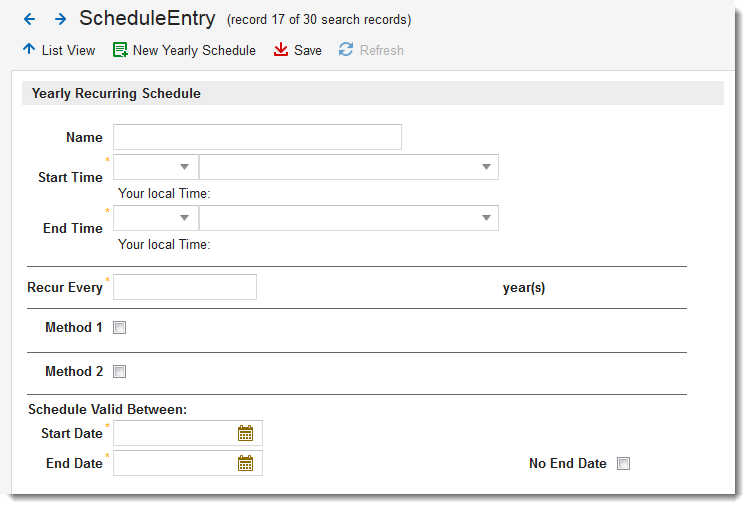 ScheduleEntry (record 17 of 30 search records)
List View New Yearly Schedule Save Refresh
Yearly Recurring Schedule
Name
* Start Time
Your local Time:
* End Time
Your local Time:
Recur Every * year(s)
Method 1
Method 2
Schedule Valid Between:
Start Date *
End Date * No End Date